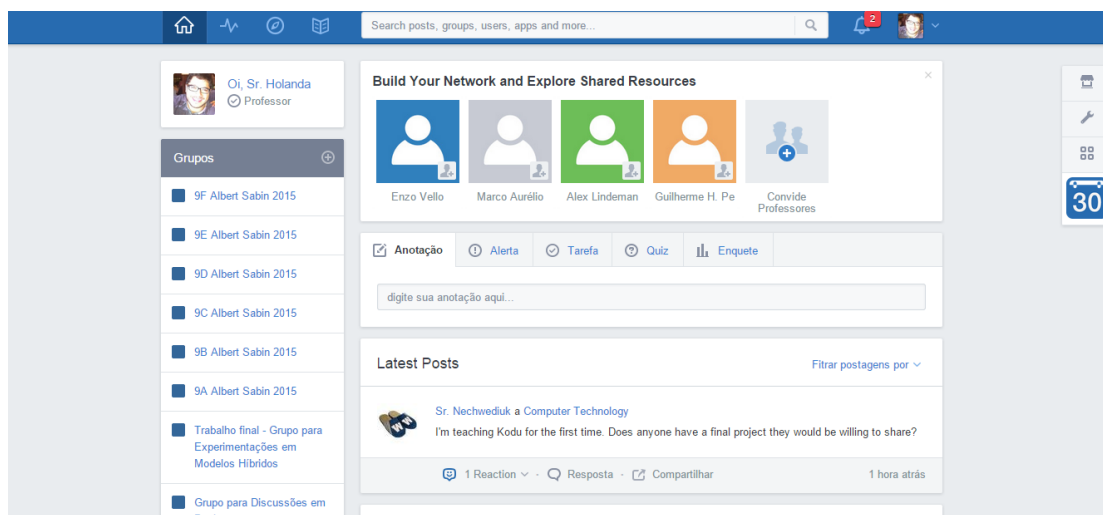 Search posts, groups, users, apps and more...
2
Oi, Sr. Holanda
Professor
Grupos
9F Albert Sabin 2015
9E Albert Sabin 2015
9D Albert Sabin 2015
9C Albert Sabin 2015
9B Albert Sabin 2015
9A Albert Sabin 2015
Trabalho final - Grupo para
Experimentações em
Modelos Híbridos
Grupo para Discussões em
Build Your Network and Explore Shared Resources
Enzo Vello
Marco Aurélio
Alex Lindeman
Guilherme H. Pe
Convide
Professores
Anotação
Alerta
Tarefa
Quiz
Enquete
digite sua anotação aqui...
Latest Posts
Fitrar postagens por
Sr. Nechwediuk a Computer Technology
I'm teaching Kodu for the first time. Does anyone have a final project they would be willing to share?
1 Reaction - Resposta - Compartilhar
1 hora atrás
30